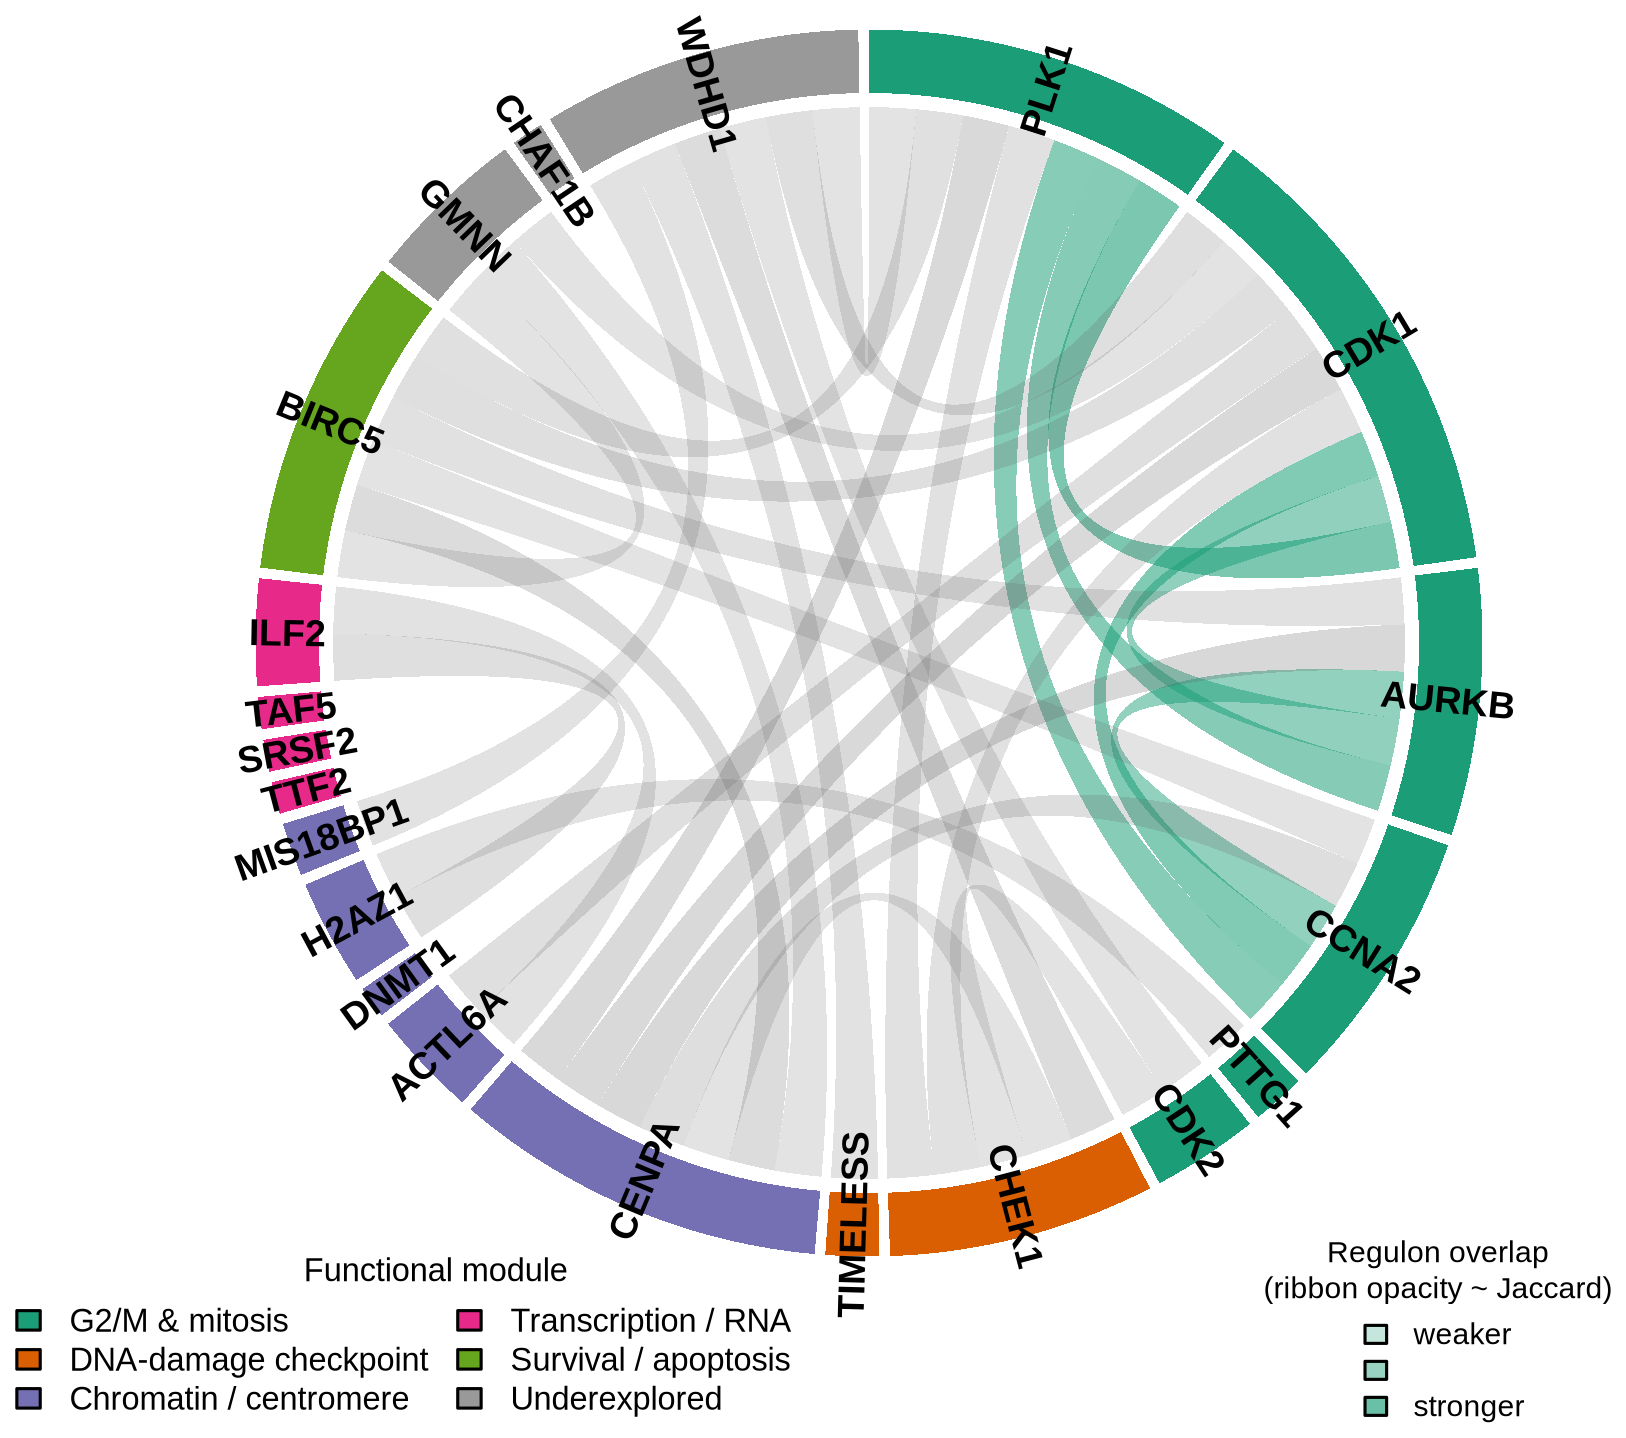 WDHD1
PLK1
CHAF1B
GMNN
CDK1
BIRC5
ILF2
AURKB
TAF5
SRSF2
TTF2
MIS18BP1
H2AZ1
CCNA2
DNMT1
ACTL6A
PTTG1
CDK2
CENPA
TIMELESS
CHEK1
Functional module
G2/M & mitosis
DNA-damage checkpoint
Chromatin / centromere
Transcription / RNA
Survival / apoptosis
Underexplored
Regulon overlap
(ribbon opacity ~ Jaccard)
weaker
stronger